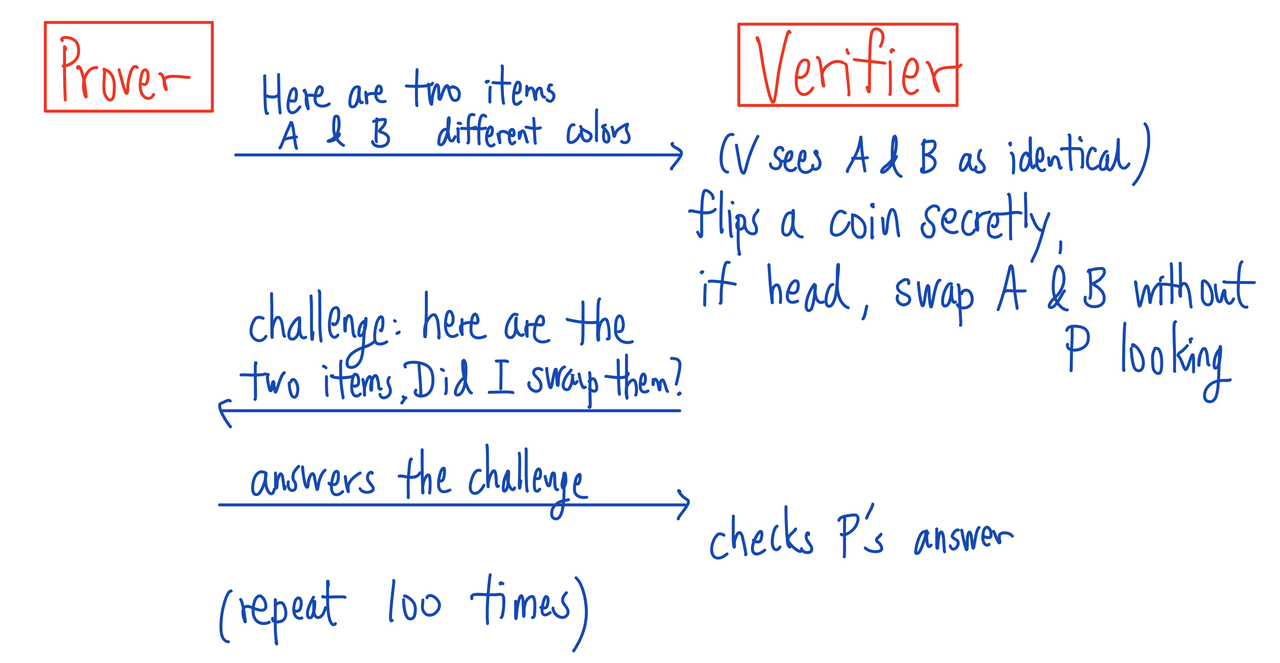 Prover
Verifier
Here are two items
A & B different colors
(V sees A & B as identical)
flips a coin secretly,
if head, swap A & B without
P looking
challenge: here are the
two items, Did I swap them?
answers the challenge
checks P's answer
(repeat 100 times)